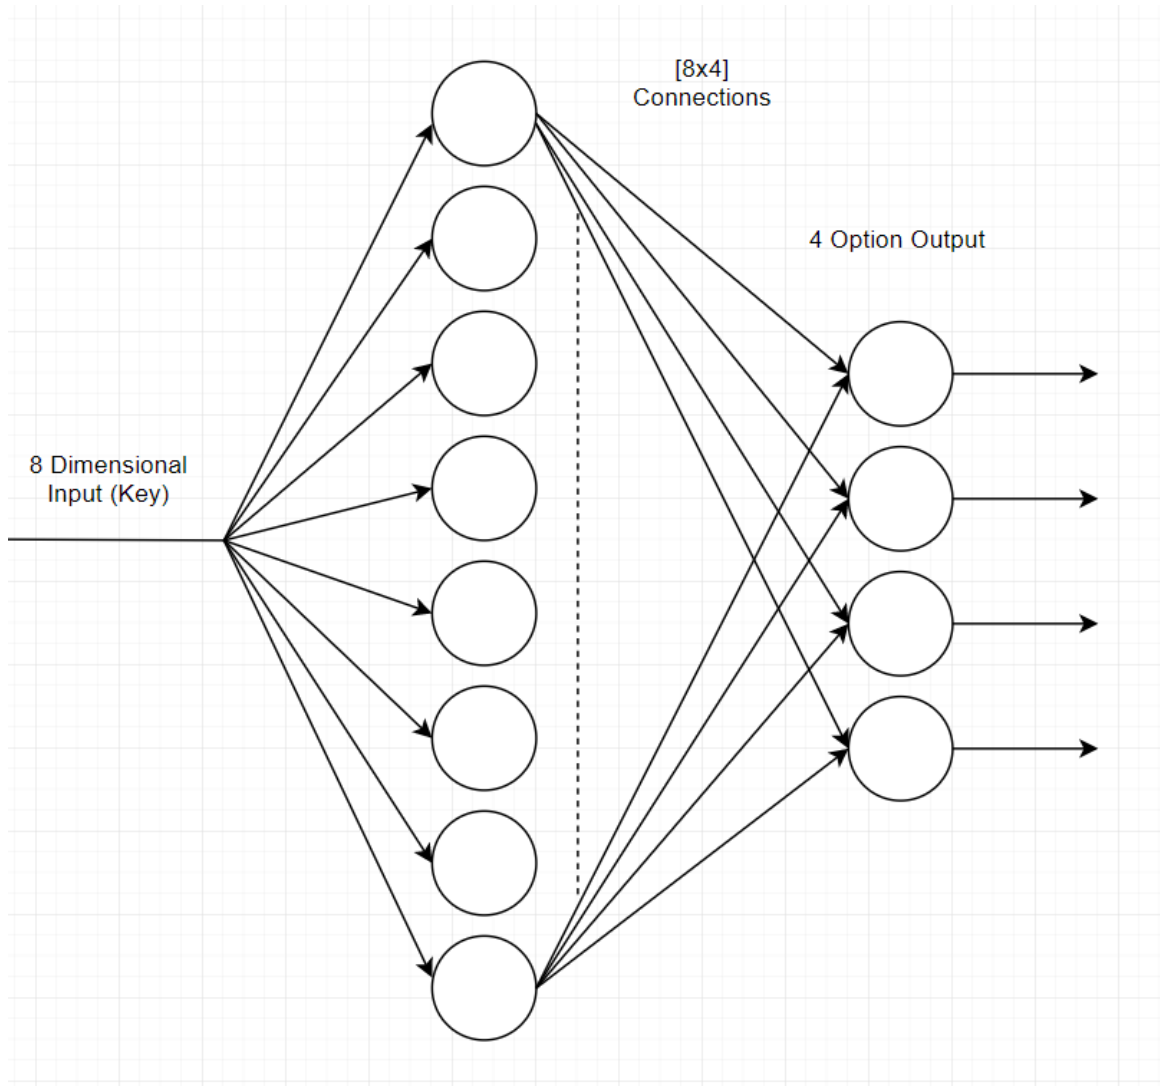 [8x4]
Connections
4 Option Output
8 Dimensional
Input (Key)